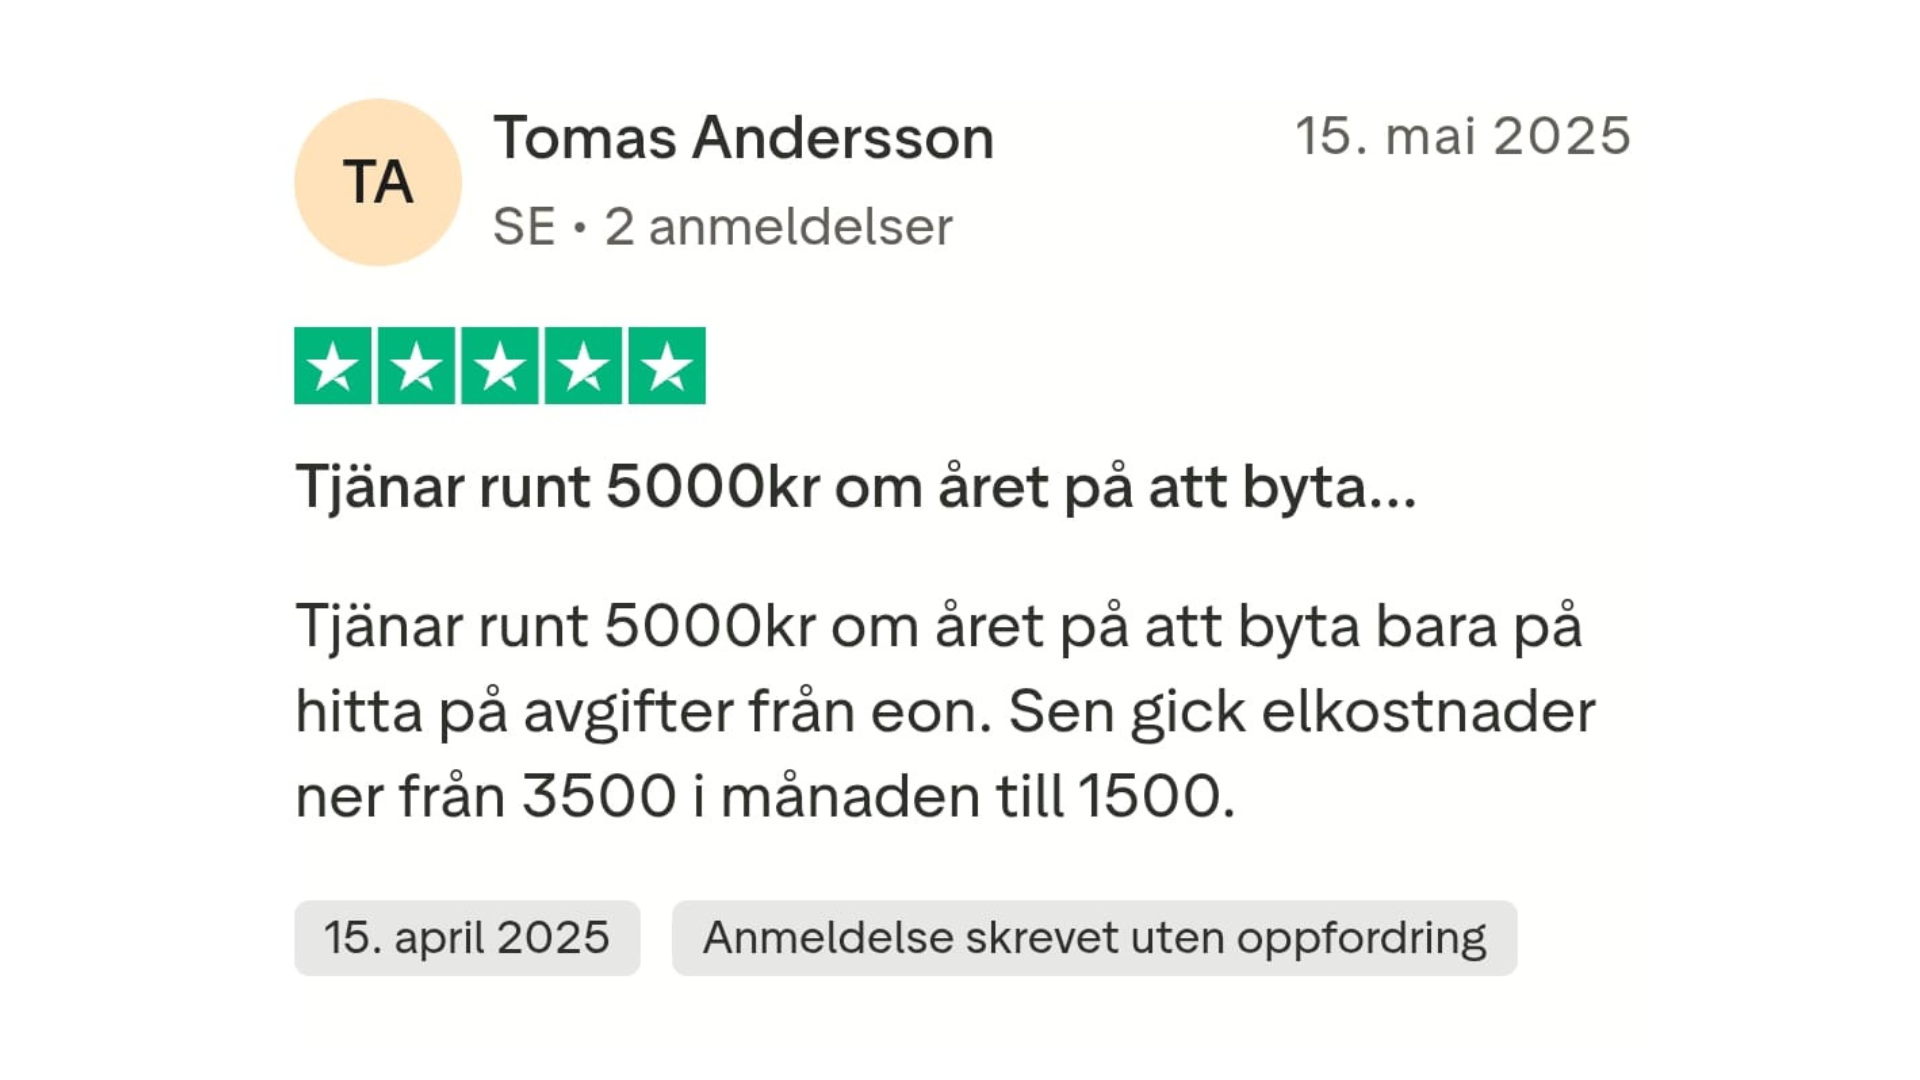 TA
Tomas Andersson
15. mai 2025
SE • 2 anmeldelser
Tjänar runt 5000kr om året på att byta...
Tjänar runt 5000kr om året på att byta bara på
hitta på avgifter från eon. Sen gick elkostnader
ner från 3500 i månaden till 1500.
15. april 2025
Anmeldelse skrevet uten oppfordring